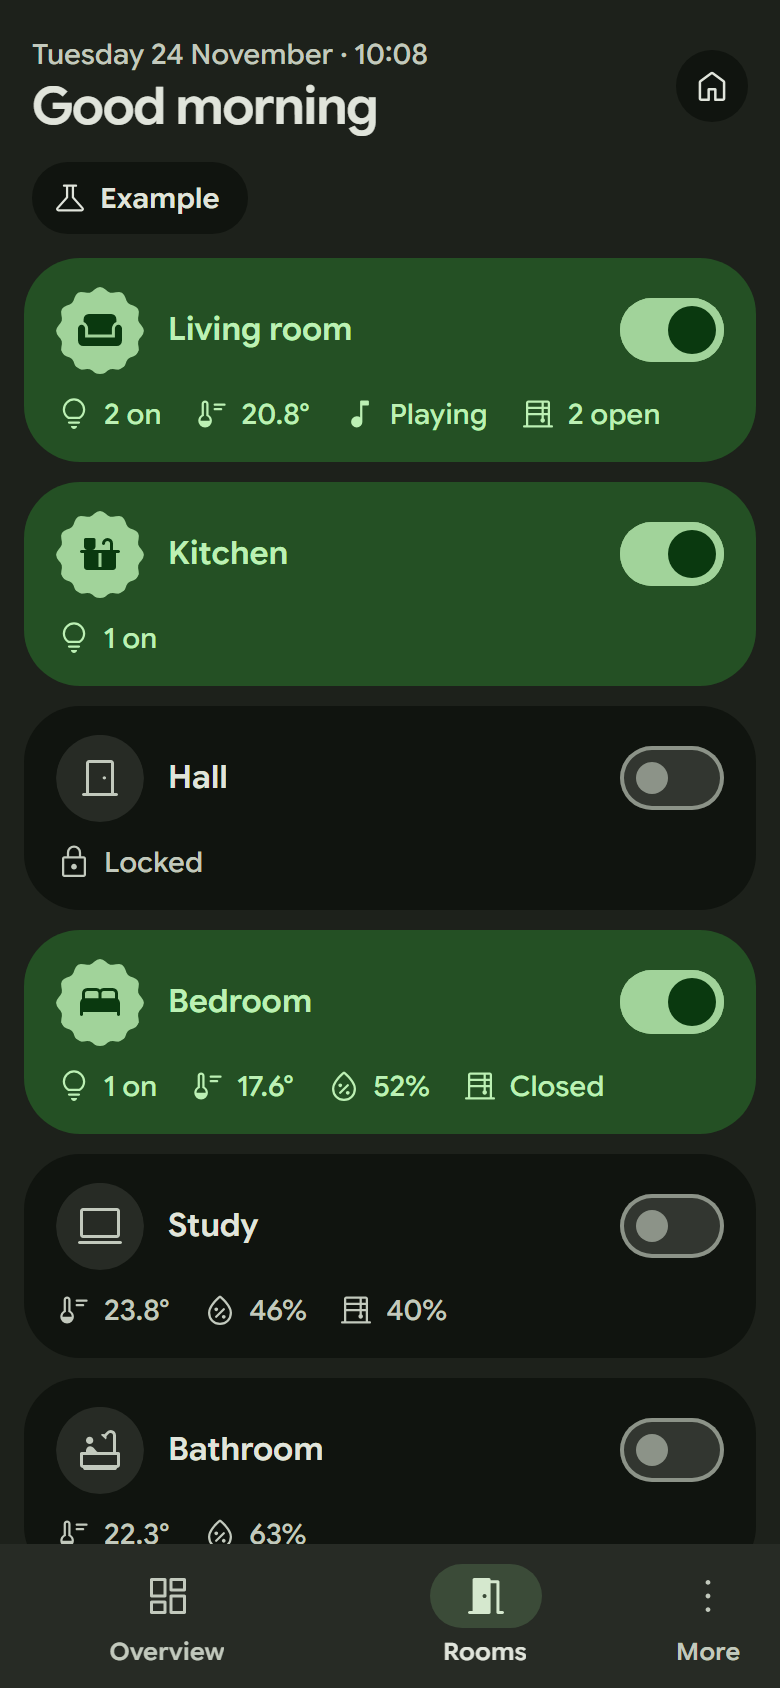 Tuesday 24 November · 10:08
Good morning
Example
Living room
2 on 20.8° Playing 2 open
Kitchen
1 on
Hall
Locked
Bedroom
1 on 17.6° 52% Closed
Study
23.8° 46% 40%
Bathroom
22.3° 63%
Overview Rooms More